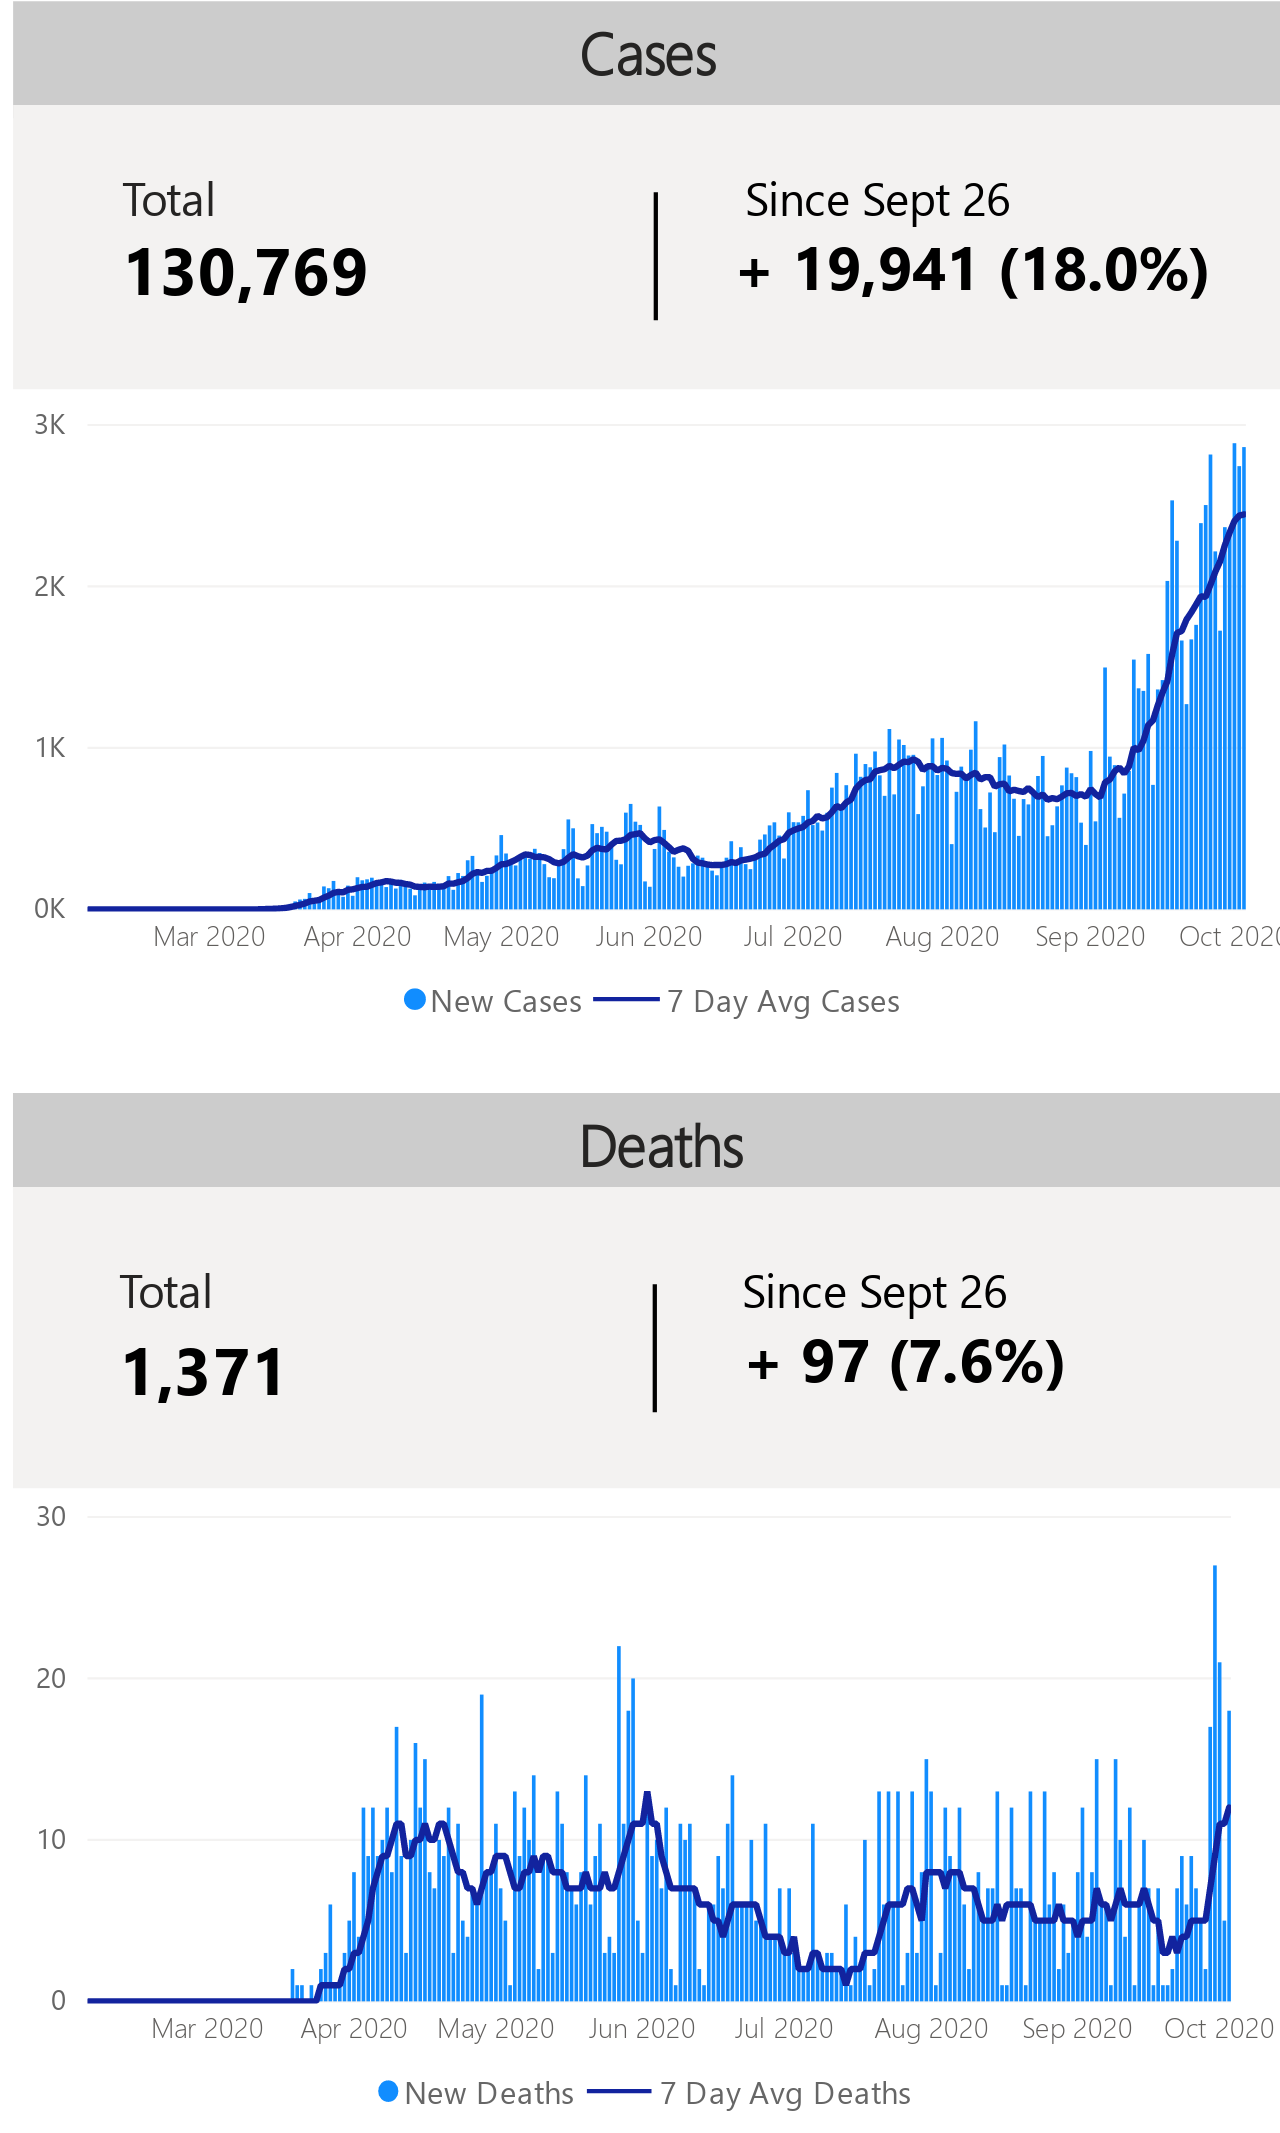 Cases
Total
Since Sept 26
130,769
+ 19,941 (18.0%)
3K
2K
1K
0K
Mar 2020 Apr 2020 May 2020 Jun 2020 Jul 2020 Aug 2020 Sep 2020 Oct 2020
New Cases 7 Day Avg Cases
Deaths
Total
Since Sept 26
1,371
+ 97 (7.6%)
30
20
10
0
Mar 2020 Apr 2020 May 2020 Jun 2020 Jul 2020 Aug 2020 Sep 2020 Oct 2020
New Deaths 7 Day Avg Deaths